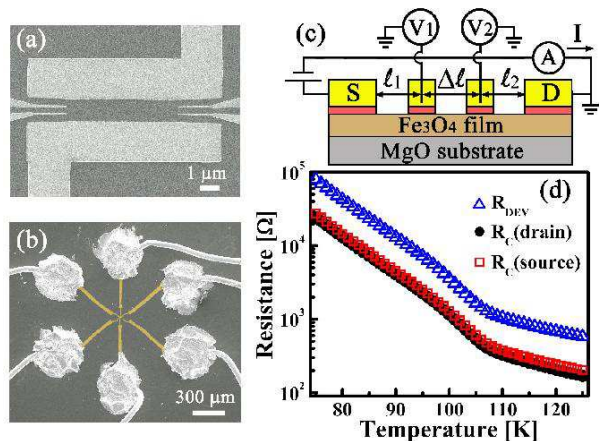 (a)
1 μm
(b)
300 μm
(c)
V1
V2
I
A
S
ℓ1
Δℓ
ℓ2
D
Fe3O4 film
MgO substrate
(d)
10^5
10^4
10^3
10^2
Resistance [Ω]
R_DEV
R_C(drain)
R_C(source)
80 90 100 110 120
Temperature [K]